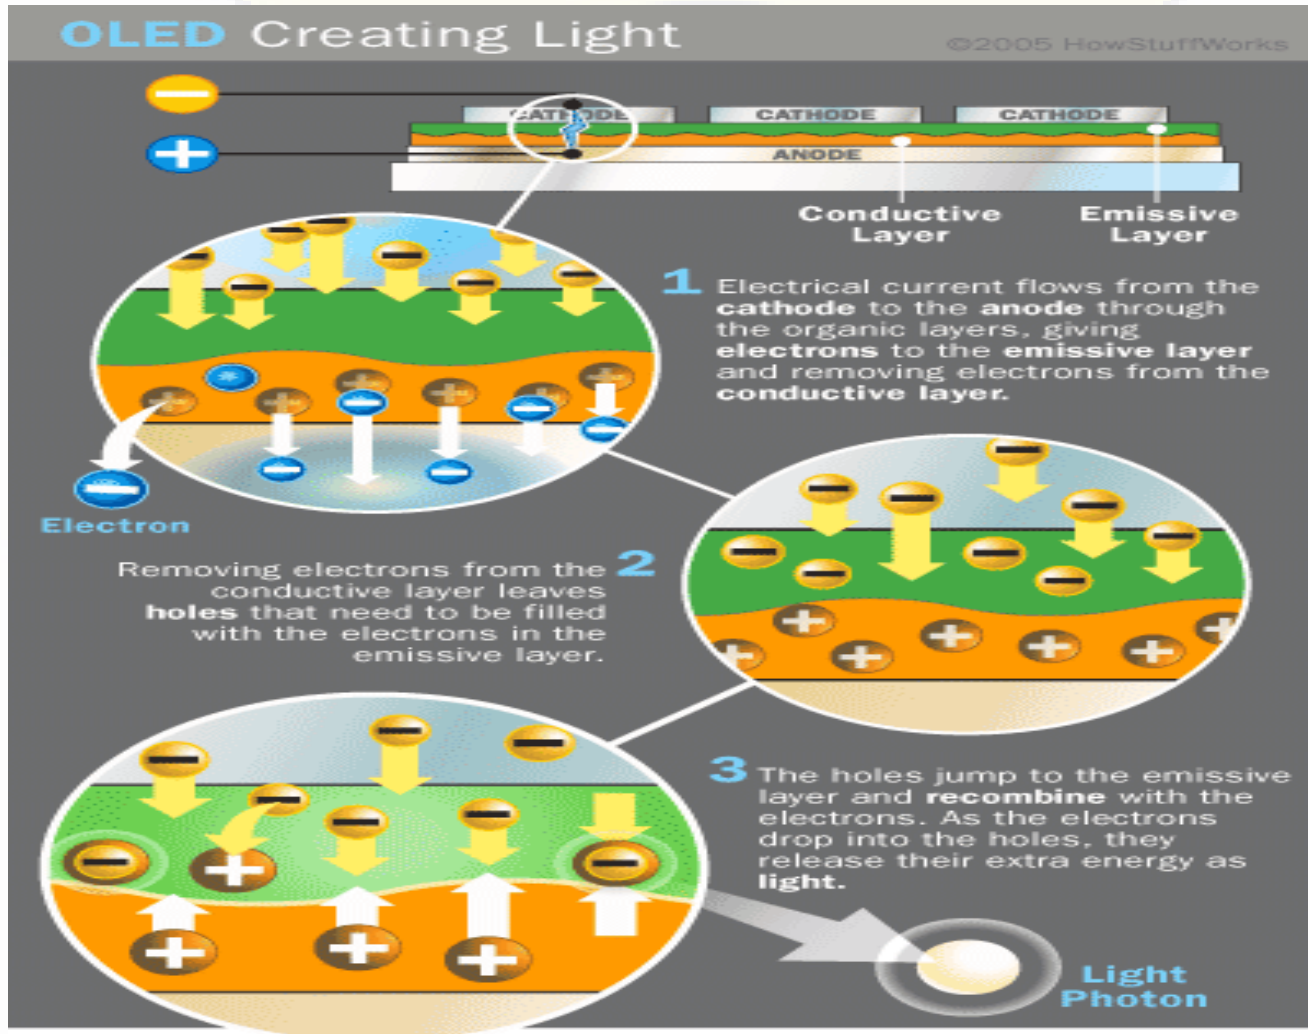 OLED Creating Light
©2005 HowStuffWorks
CATHODE CATHODE CATHODE
ANODE
Conductive Layer
Emissive Layer
1 Electrical current flows from the
cathode to the anode through
the organic layers, giving
electrons to the emissive layer
and removing electrons from the
conductive layer.
Electron
2 Removing electrons from the
conductive layer leaves
holes that need to be filled
with the electrons in the
emissive layer.
3 The holes jump to the emissive
layer and recombine with the
electrons. As the electrons
drop into the holes, they
release their extra energy as
light.
Light
Photon